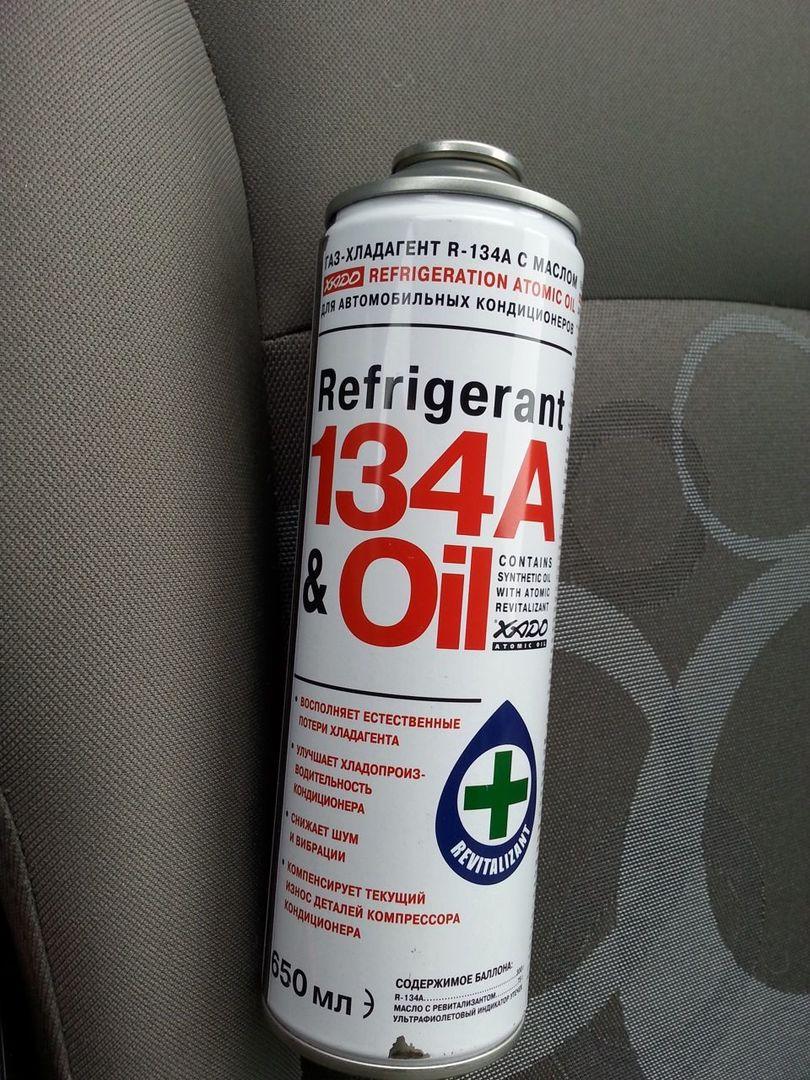 ГАЗ-ХЛАДАГЕНТ R-134A С МАСЛОМ
XADO REFRIGERATION ATOMIC OIL
ДЛЯ АВТОМОБИЛЬНЫХ КОНДИЦИОНЕРОВ
Refrigerant
134A
& Oil
CONTAINS
SYNTHETIC OIL
WITH ATOMIC
REVITALIZANT
XADO
ATOMIC OIL
• ВОСПОЛНЯЕТ ЕСТЕСТВЕННЫЕ
ПОТЕРИ ХЛАДАГЕНТА
• УЛУЧШАЕТ ХЛАДОПРОИЗ-
ВОДИТЕЛЬНОСТЬ
КОНДИЦИОНЕРА
• СНИЖАЕТ ШУМ
И ВИБРАЦИИ
• КОМПЕНСИРУЕТ ТЕКУЩИЙ
ИЗНОС ДЕТАЛЕЙ КОМПРЕССОРА
КОНДИЦИОНЕРА
REVITALIZANT
650 мл
СОДЕРЖИМОЕ БАЛЛОНА:
R-134A
МАСЛО С РЕВИТАЛИЗАНТОМ
УЛЬТРАФИОЛЕТОВЫЙ ИНДИКАТОР УТЕЧЕК